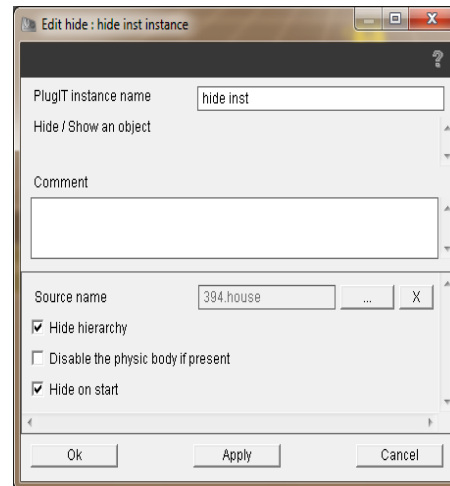 Edit hide : hide inst instance
X
?
PlugIT instance name hide inst
Hide / Show an object
Comment
Source name 394.house ... X
Hide hierarchy
Disable the physic body if present
Hide on start
Ok Apply Cancel